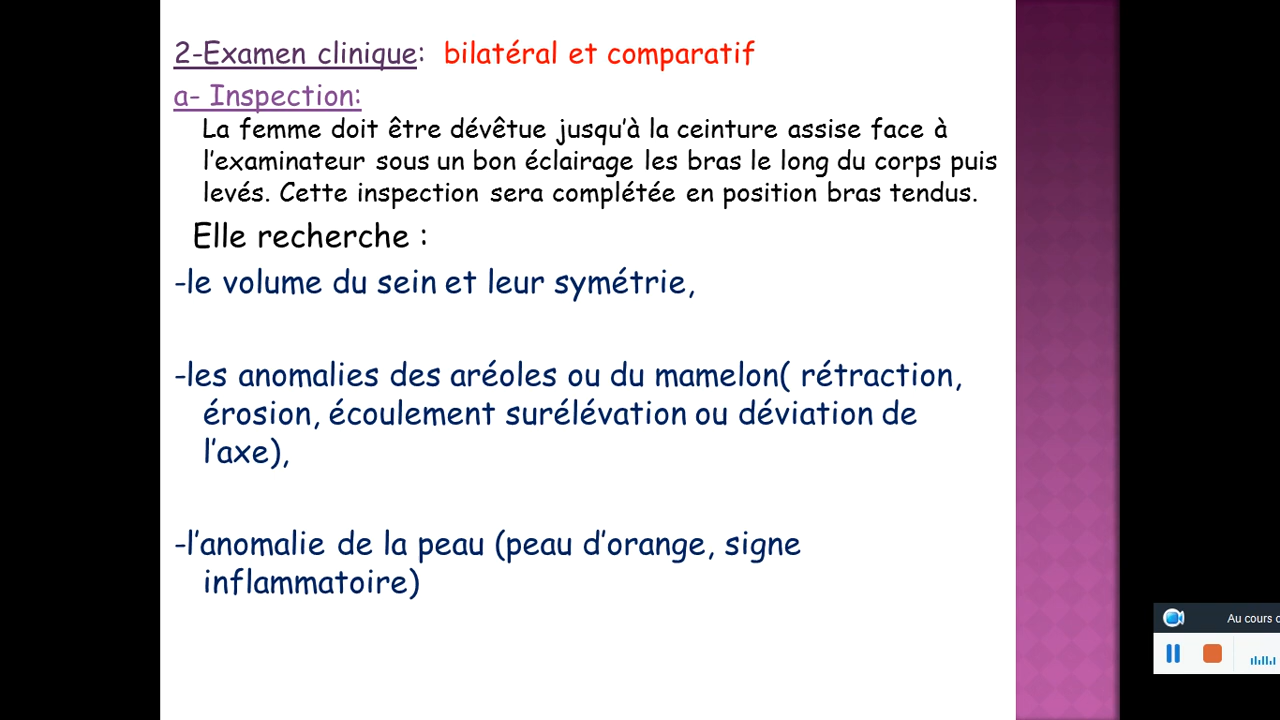 2-Examen clinique: bilatéral et comparatif
a- Inspection:
La femme doit être dévêtue jusqu'à la ceinture assise face à
l'examinateur sous un bon éclairage les bras le long du corps puis
levés. Cette inspection sera complétée en position bras tendus.
Elle recherche :
-le volume du sein et leur symétrie,
-les anomalies des aréoles ou du mamelon( rétraction,
érosion, écoulement surélévation ou déviation de
l'axe),
-l'anomalie de la peau (peau d'orange, signe
inflammatoire)
Au cours